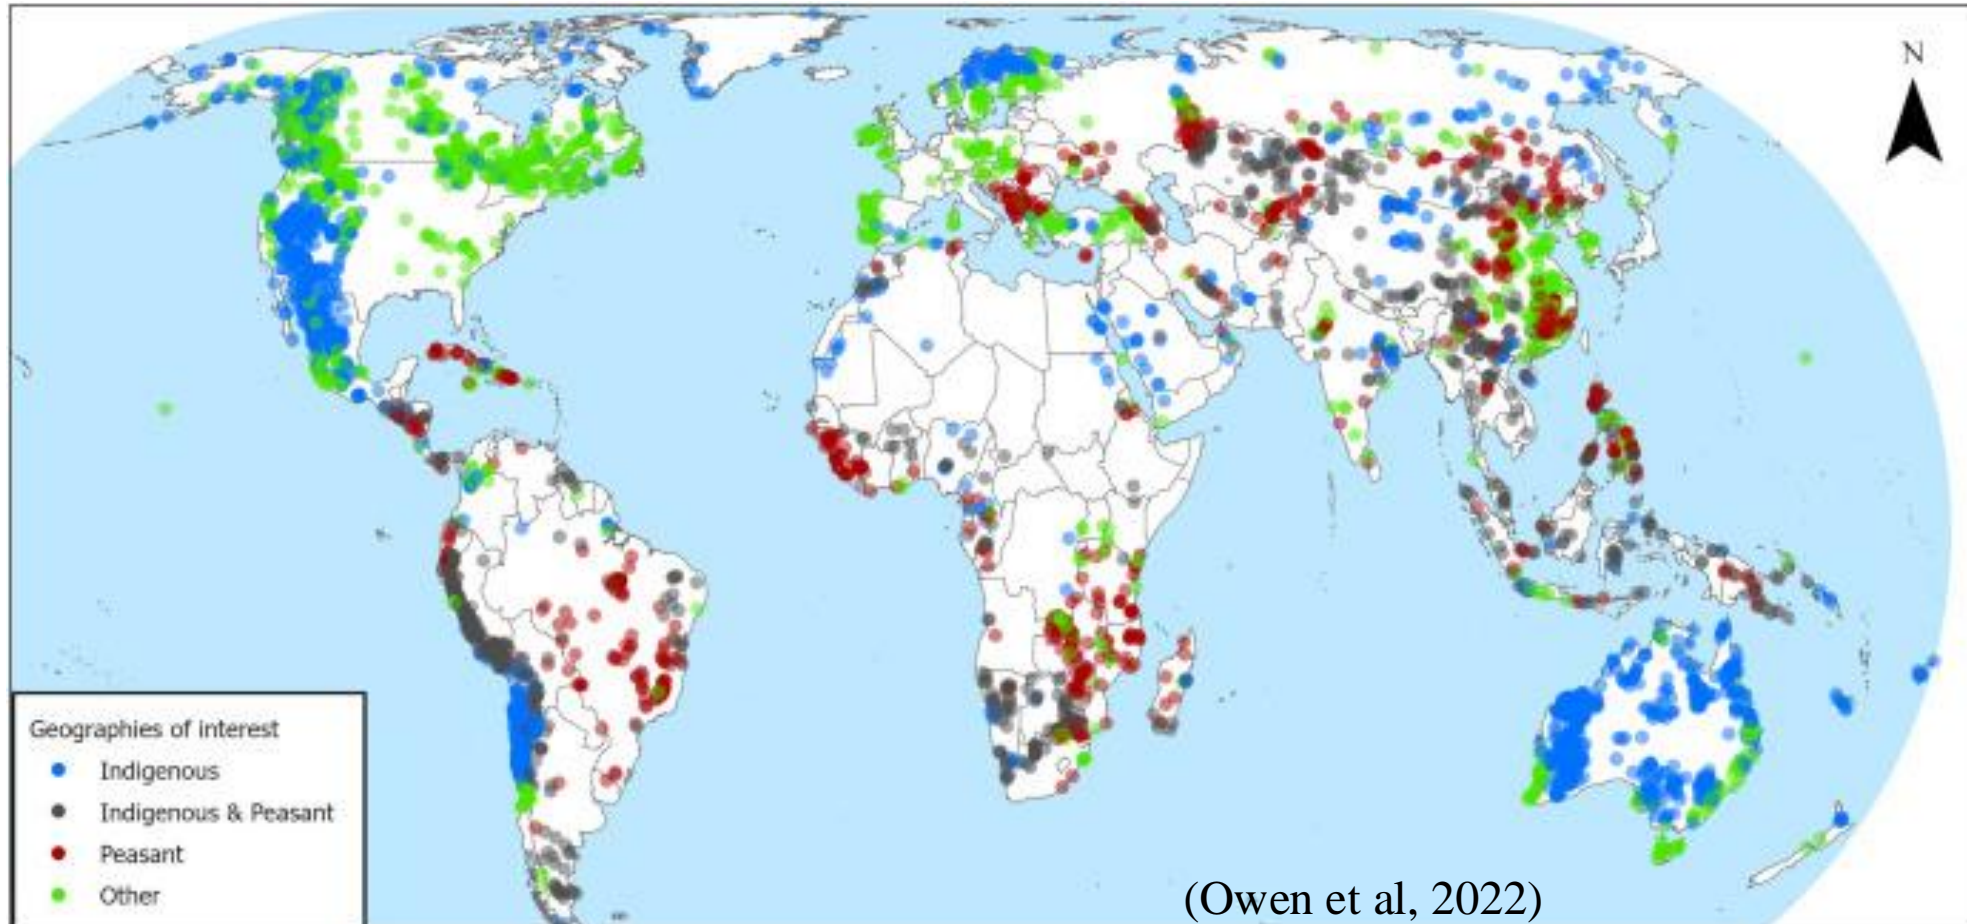 N
Geographies of interest
Indigenous
Indigenous & Peasant
Peasant
Other
(Owen et al, 2022)